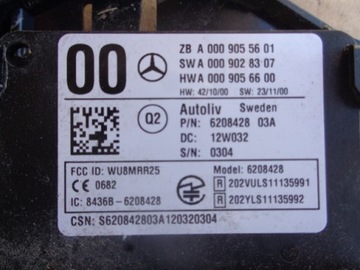 00
ZB A 000 905 56 01
SW A 000 902 83 07
HW A 000 905 66 00
HW: 42/10/00 SW: 23/11/00
Q2
Autoliv Sweden
P/N: 6208428 03A
DC: 12W032
S/N: 0304
FCC ID: WU8MRR25
CE 0682
IC: 8436B-6208428
Model: 6208428
R 202VULS11135991
R 202YLS11135992
CSN: S620842803A120320304